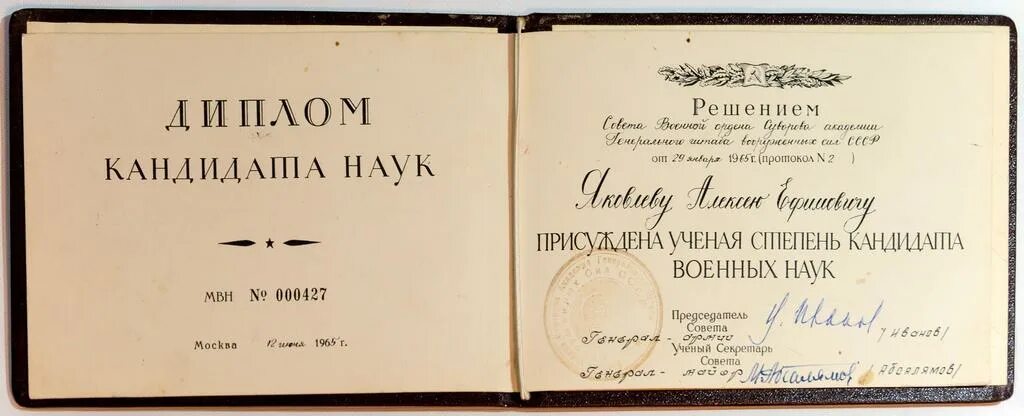 ДИПЛОМ
КАНДИДАТА НАУК
МВН № 000427
Москва 12 июня 1965 г.
Решением
Совета Военной ордена Суворова академии
Генерального штаба вооруженных сил СССР
от 29 января 1965 г. (протокол N 2 )
Яковлеву Алексею Ефимовичу
ПРИСУЖДЕНА УЧЕНАЯ СТЕПЕНЬ КАНДИДАТА
ВОЕННЫХ НАУК
Председатель
Совета
Генерал-армии
/Иванов/
Ученый Секретарь
Совета
Генерал-майор
/Абоялямов/